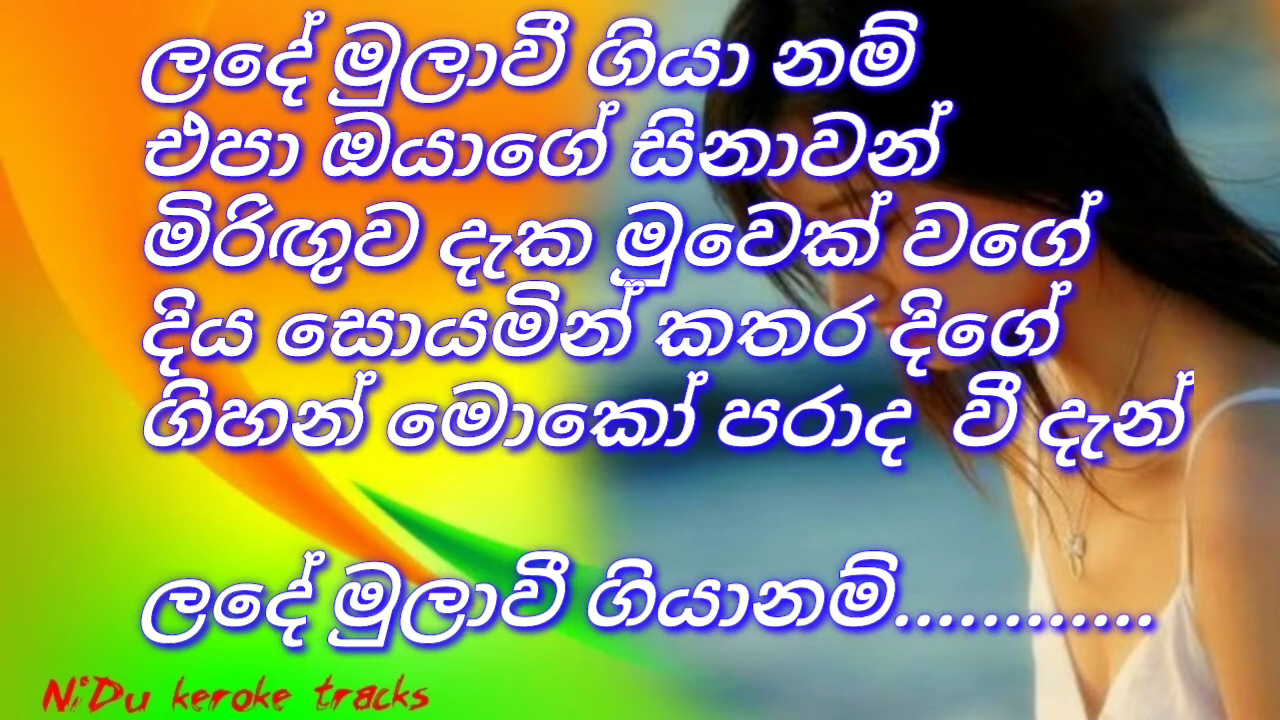 ලදේ මුලාවී ගියා නම්
එපා ඔයාගේ සිනාවන්
මිරිඟුව දැක මුවෙක් වගේ
දිය සොයමින් කතර දිගේ
ගිහන් මොකෝ පරාද වී දැන්
ලදේ මුලාවී ගියානම්............
NiDu keroke tracks